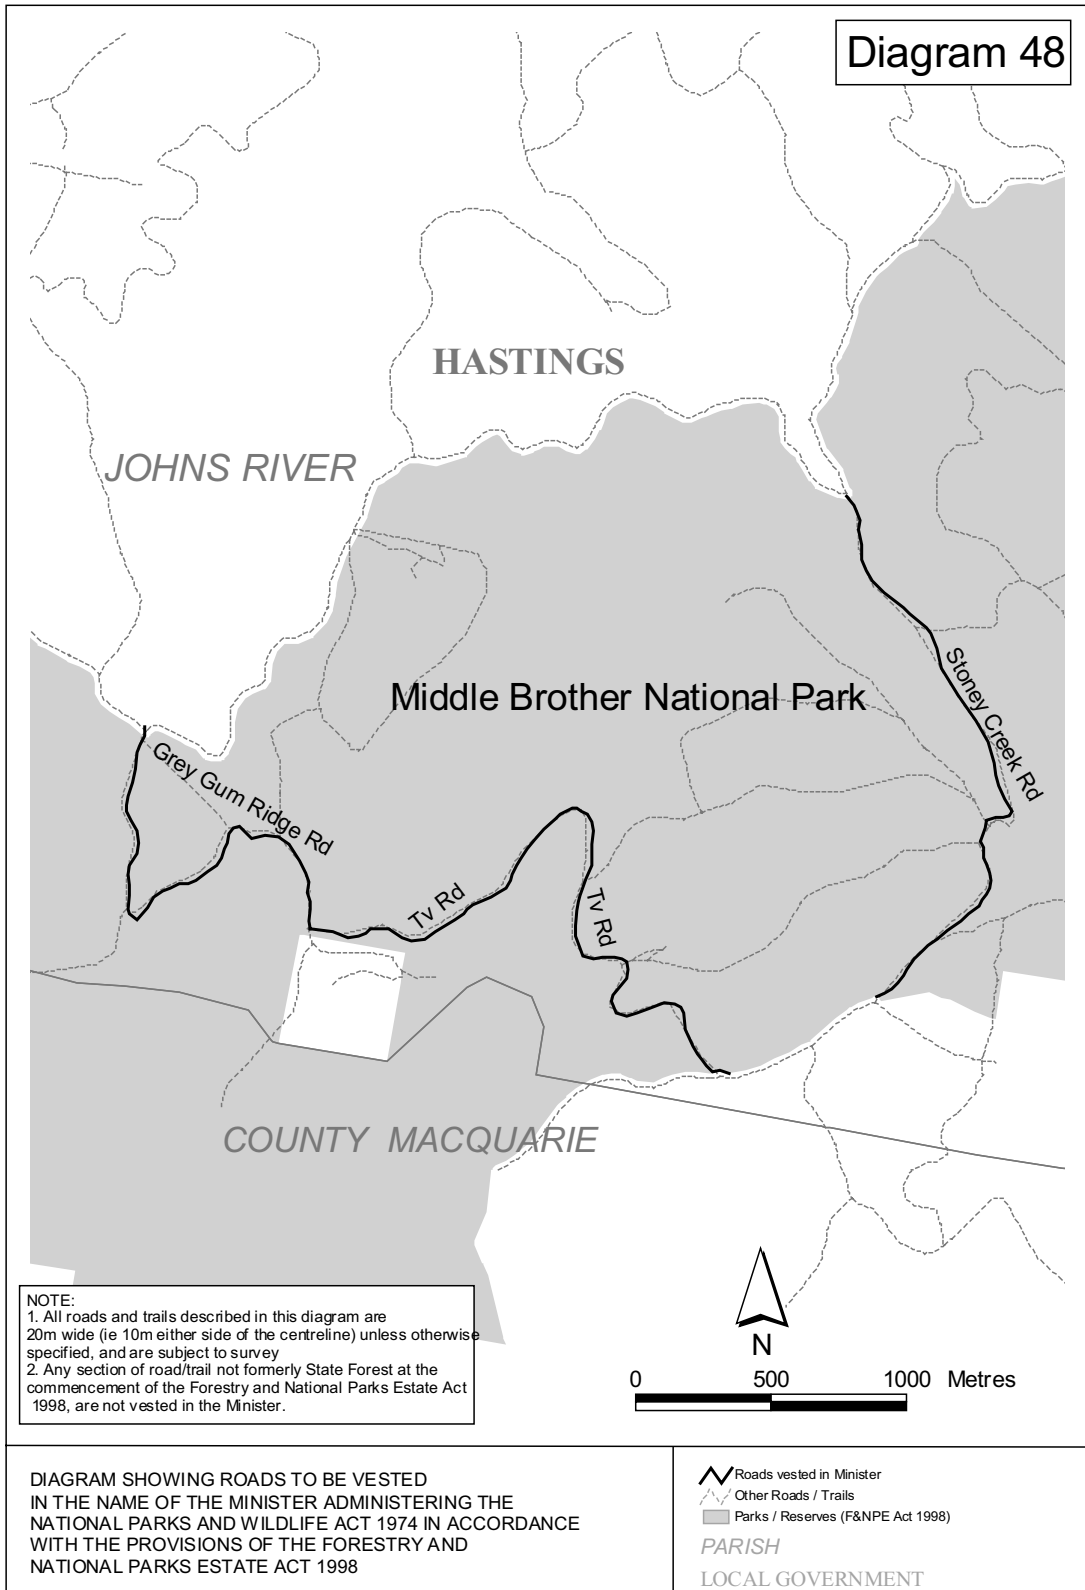 Diagram 48
HASTINGS
JOHNS RIVER
Middle Brother National Park
Stoney Creek Rd
Grey Gum Ridge Rd
Tv Rd
Tv Rd
COUNTY MACQUARIE
NOTE:
1. All roads and trails described in this diagram are
20m wide (ie 10m either side of the centreline) unless otherwise
specified, and are subject to survey
2. Any section of road/trail not formerly State Forest at the
commencement of the Forestry and National Parks Estate Act
1998, are not vested in the Minister.
N
0 500 1000 Metres
DIAGRAM SHOWING ROADS TO BE VESTED
IN THE NAME OF THE MINISTER ADMINISTERING THE
NATIONAL PARKS AND WILDLIFE ACT 1974 IN ACCORDANCE
WITH THE PROVISIONS OF THE FORESTRY AND
NATIONAL PARKS ESTATE ACT 1998
Roads vested in Minister
Other Roads / Trails
Parks / Reserves (F&NPE Act 1998)
PARISH
LOCAL GOVERNMENT